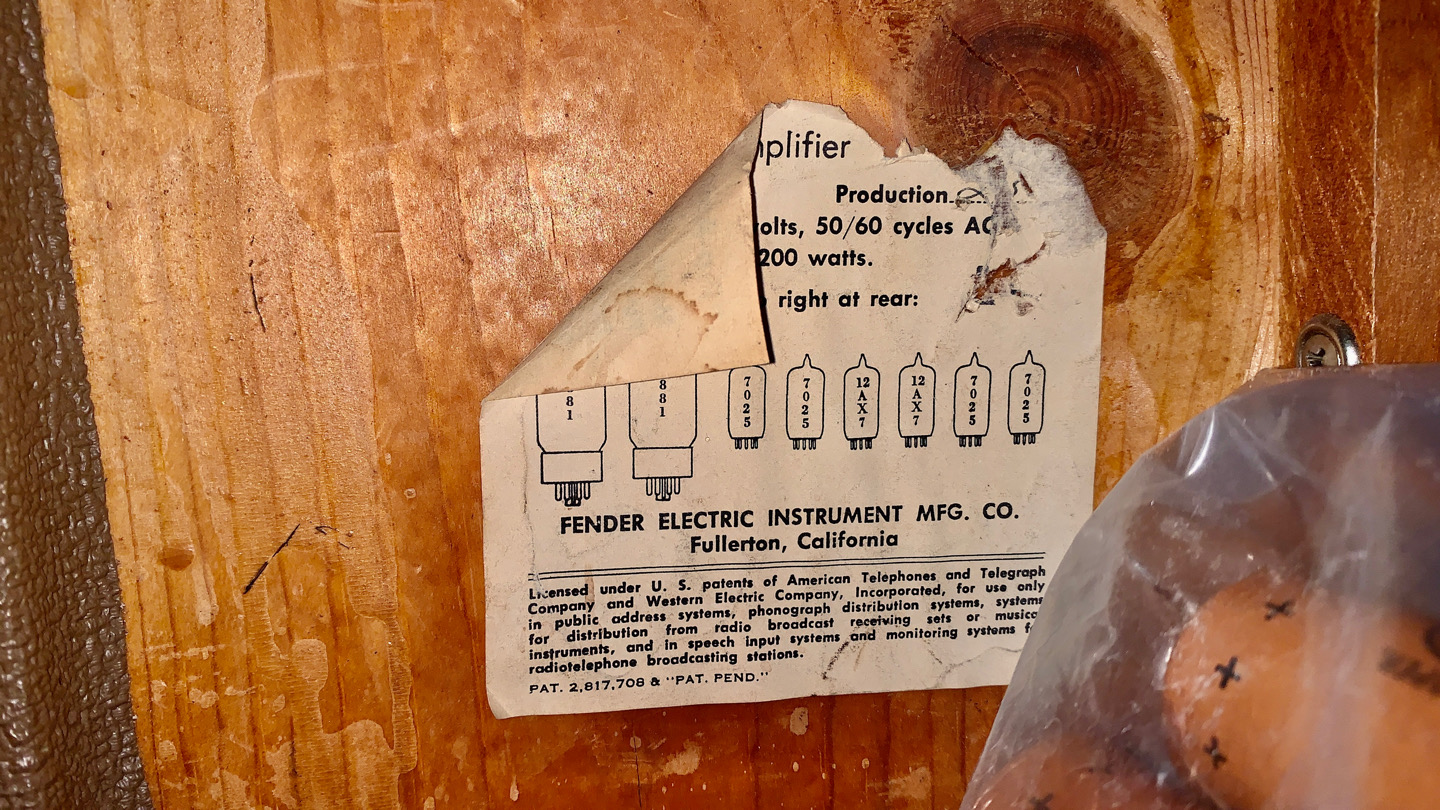 plifier
Production
olts, 50/60 cycles AC
200 watts.
right at rear:
81
881
7025
7025
12AX7
12AX7
7025
7025
FENDER ELECTRIC INSTRUMENT MFG. CO.
Fullerton, California
Licensed under U. S. patents of American Telephones and Telegraph
Company and Western Electric Company, Incorporated, for use only
in public address systems, phonograph distribution systems, systems
for distribution from radio broadcast receiving sets or musica
instruments, and in speech input systems and monitoring systems f
radiotelephone broadcasting stations.
PAT. 2,817,708 & "PAT. PEND."